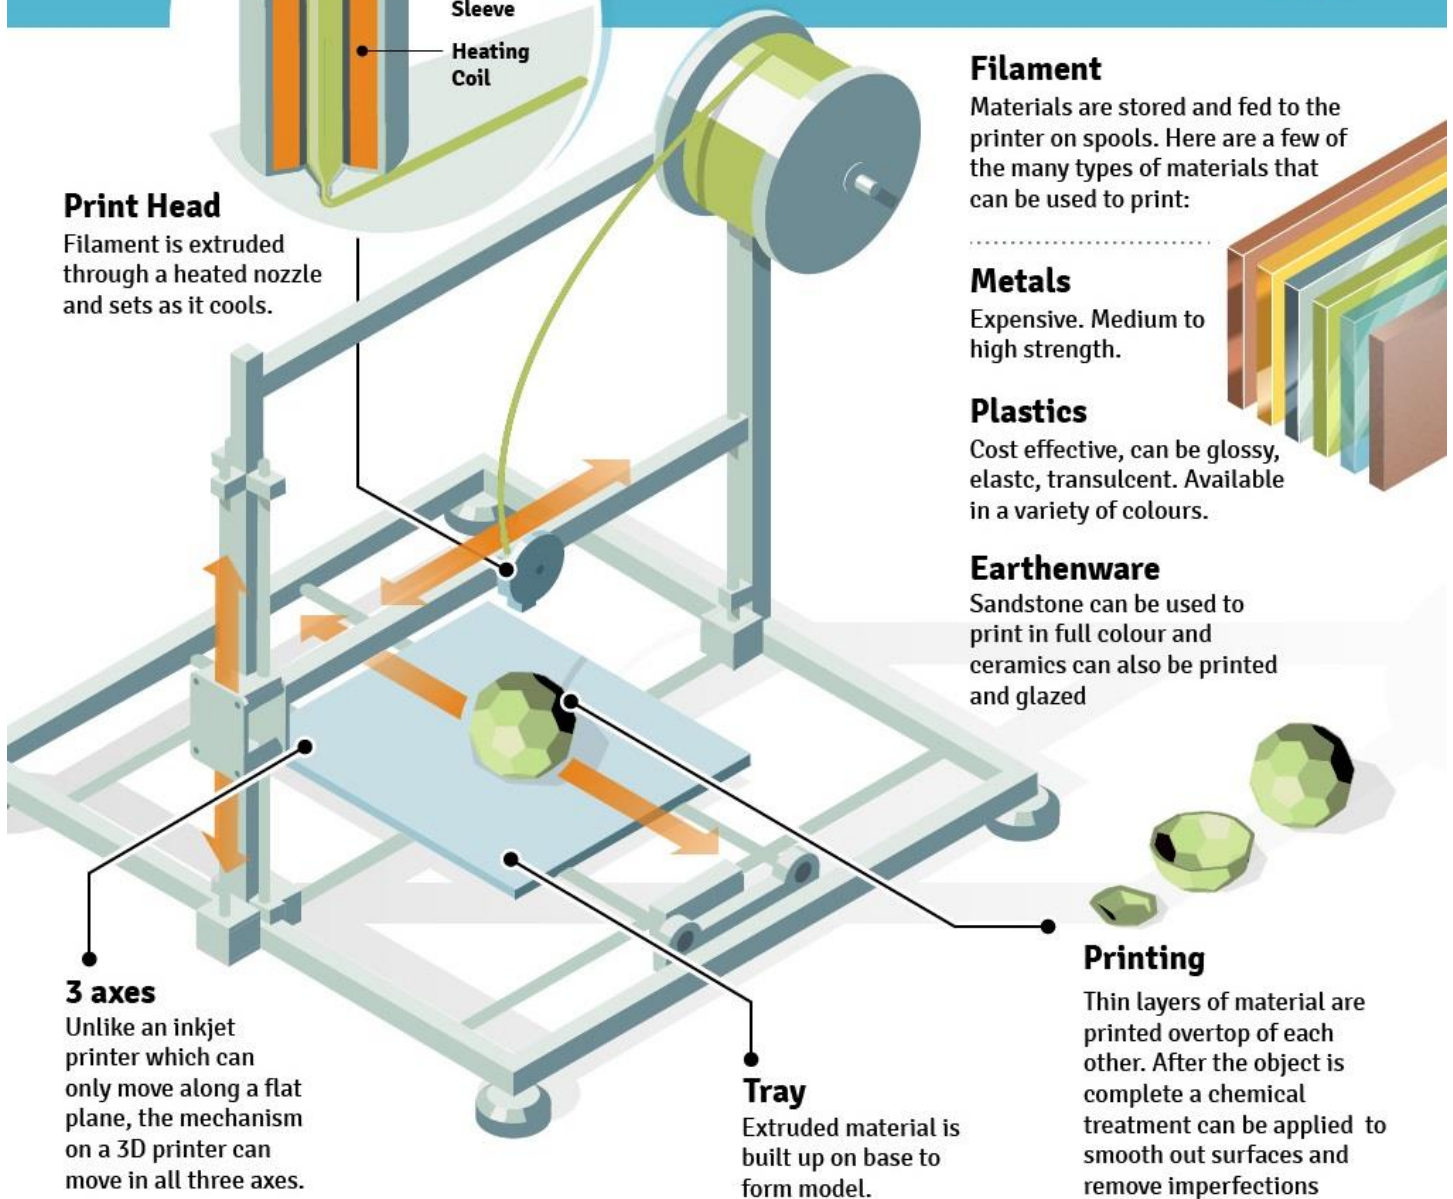 Sleeve
Heating
Coil
Print Head
Filament is extruded
through a heated nozzle
and sets as it cools.
Filament
Materials are stored and fed to the
printer on spools. Here are a few of
the many types of materials that
can be used to print:
Metals
Expensive. Medium to
high strength.
Plastics
Cost effective, can be glossy,
elastc, transulcent. Available
in a variety of colours.
Earthenware
Sandstone can be used to
print in full colour and
ceramics can also be printed
and glazed
3 axes
Unlike an inkjet
printer which can
only move along a flat
plane, the mechanism
on a 3D printer can
move in all three axes.
Tray
Extruded material is
built up on base to
form model.
Printing
Thin layers of material are
printed overtop of each
other. After the object is
complete a chemical
treatment can be applied to
smooth out surfaces and
remove imperfections